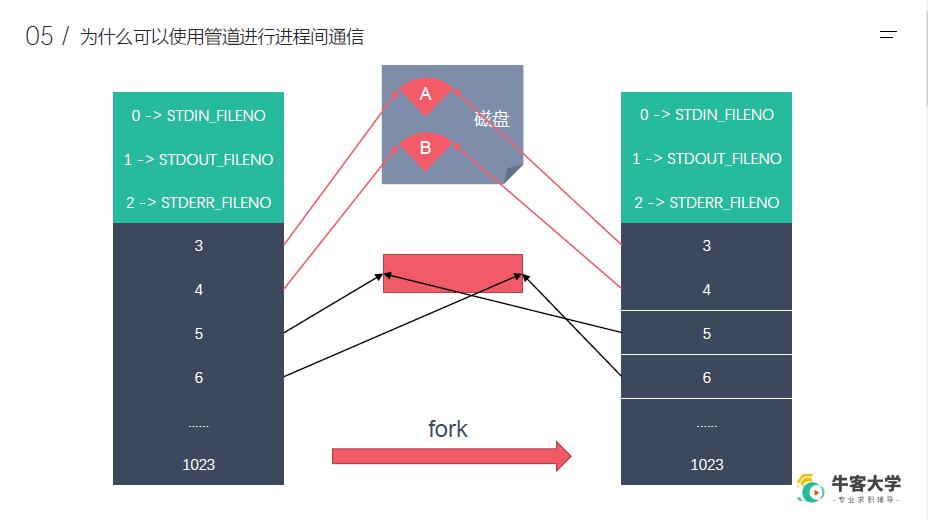 05 / 为什么可以使用管道进行进程间通信
0 -> STDIN_FILENO
1 -> STDOUT_FILENO
2 -> STDERR_FILENO
3
4
5
6
......
1023
A
B
磁盘
fork
0 -> STDIN_FILENO
1 -> STDOUT_FILENO
2 -> STDERR_FILENO
3
4
5
6
......
1023
牛客大学
-专业求职辅导-